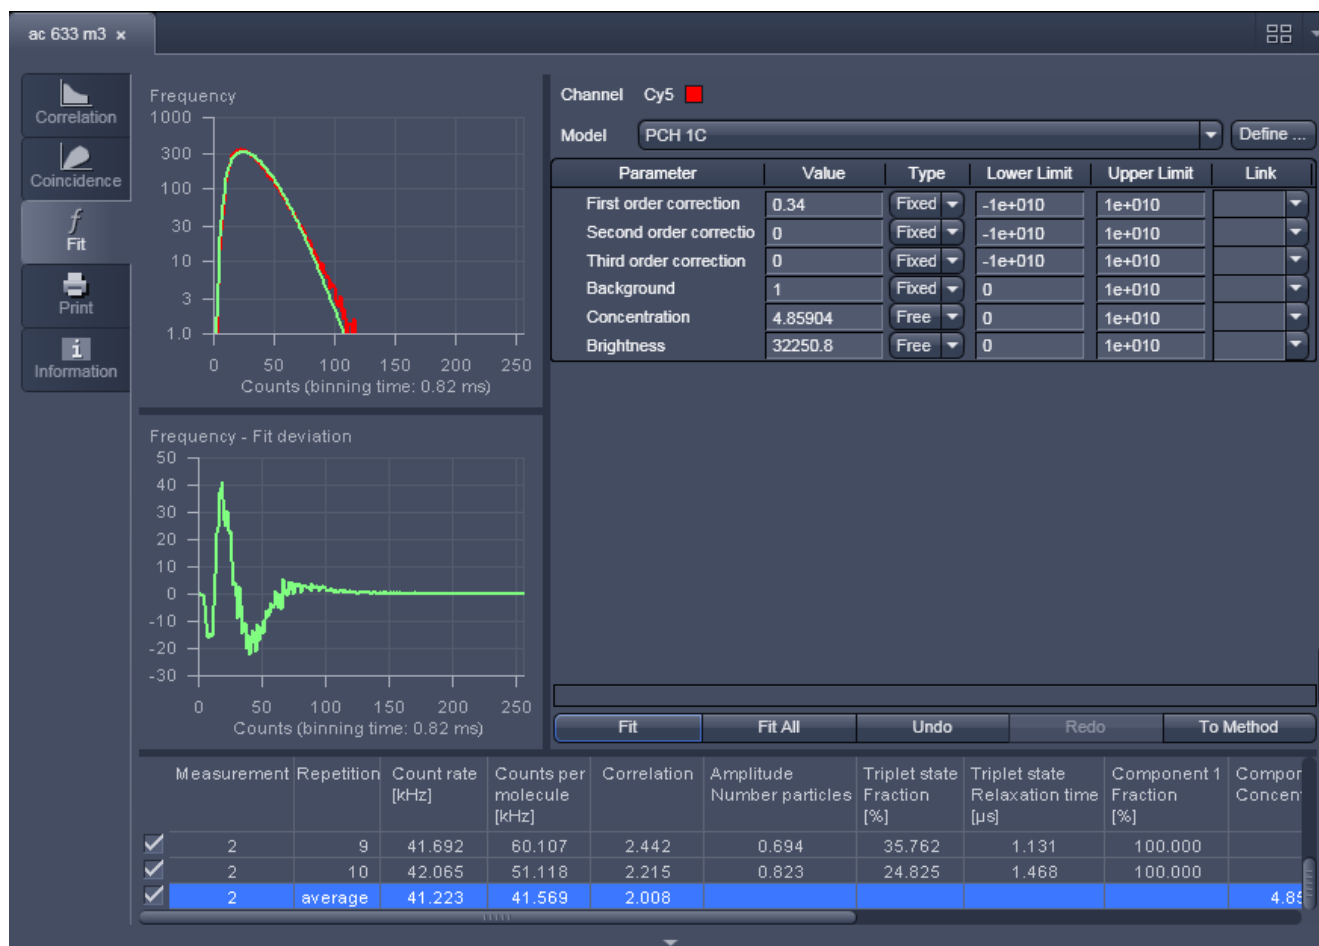 ac 633 m3 ×
Correlation
Coincidence
f
Fit
Print
i
Information
Frequency
1000
300
100
30
10
3
1.0
0 50 100 150 200 250
Counts (binning time: 0.82 ms)
Frequency - Fit deviation
50
40
30
20
10
0
-10
-20
-30
0 50 100 150 200 250
Counts (binning time: 0.82 ms)
Channel Cy5
Model PCH 1C Define ...
Parameter Value Type Lower Limit Upper Limit Link
First order correction 0.34 Fixed -1e+010 1e+010
Second order correctio 0 Fixed -1e+010 1e+010
Third order correction 0 Fixed -1e+010 1e+010
Background 1 Fixed 0 1e+010
Concentration 4.85904 Free 0 1e+010
Brightness 32250.8 Free 0 1e+010
Fit Fit All Undo Redo To Method
Measurement Repetition Count rate Counts per Correlation Amplitude Triplet state Triplet state Component 1 Compor
[kHz] molecule Number particles Fraction Relaxation time Fraction Concen
[kHz] [%] [µs] [%]
2 9 41.692 60.107 2.442 0.694 35.762 1.131 100.000
2 10 42.065 51.118 2.215 0.823 24.825 1.468 100.000
2 average 41.223 41.569 2.008 4.85